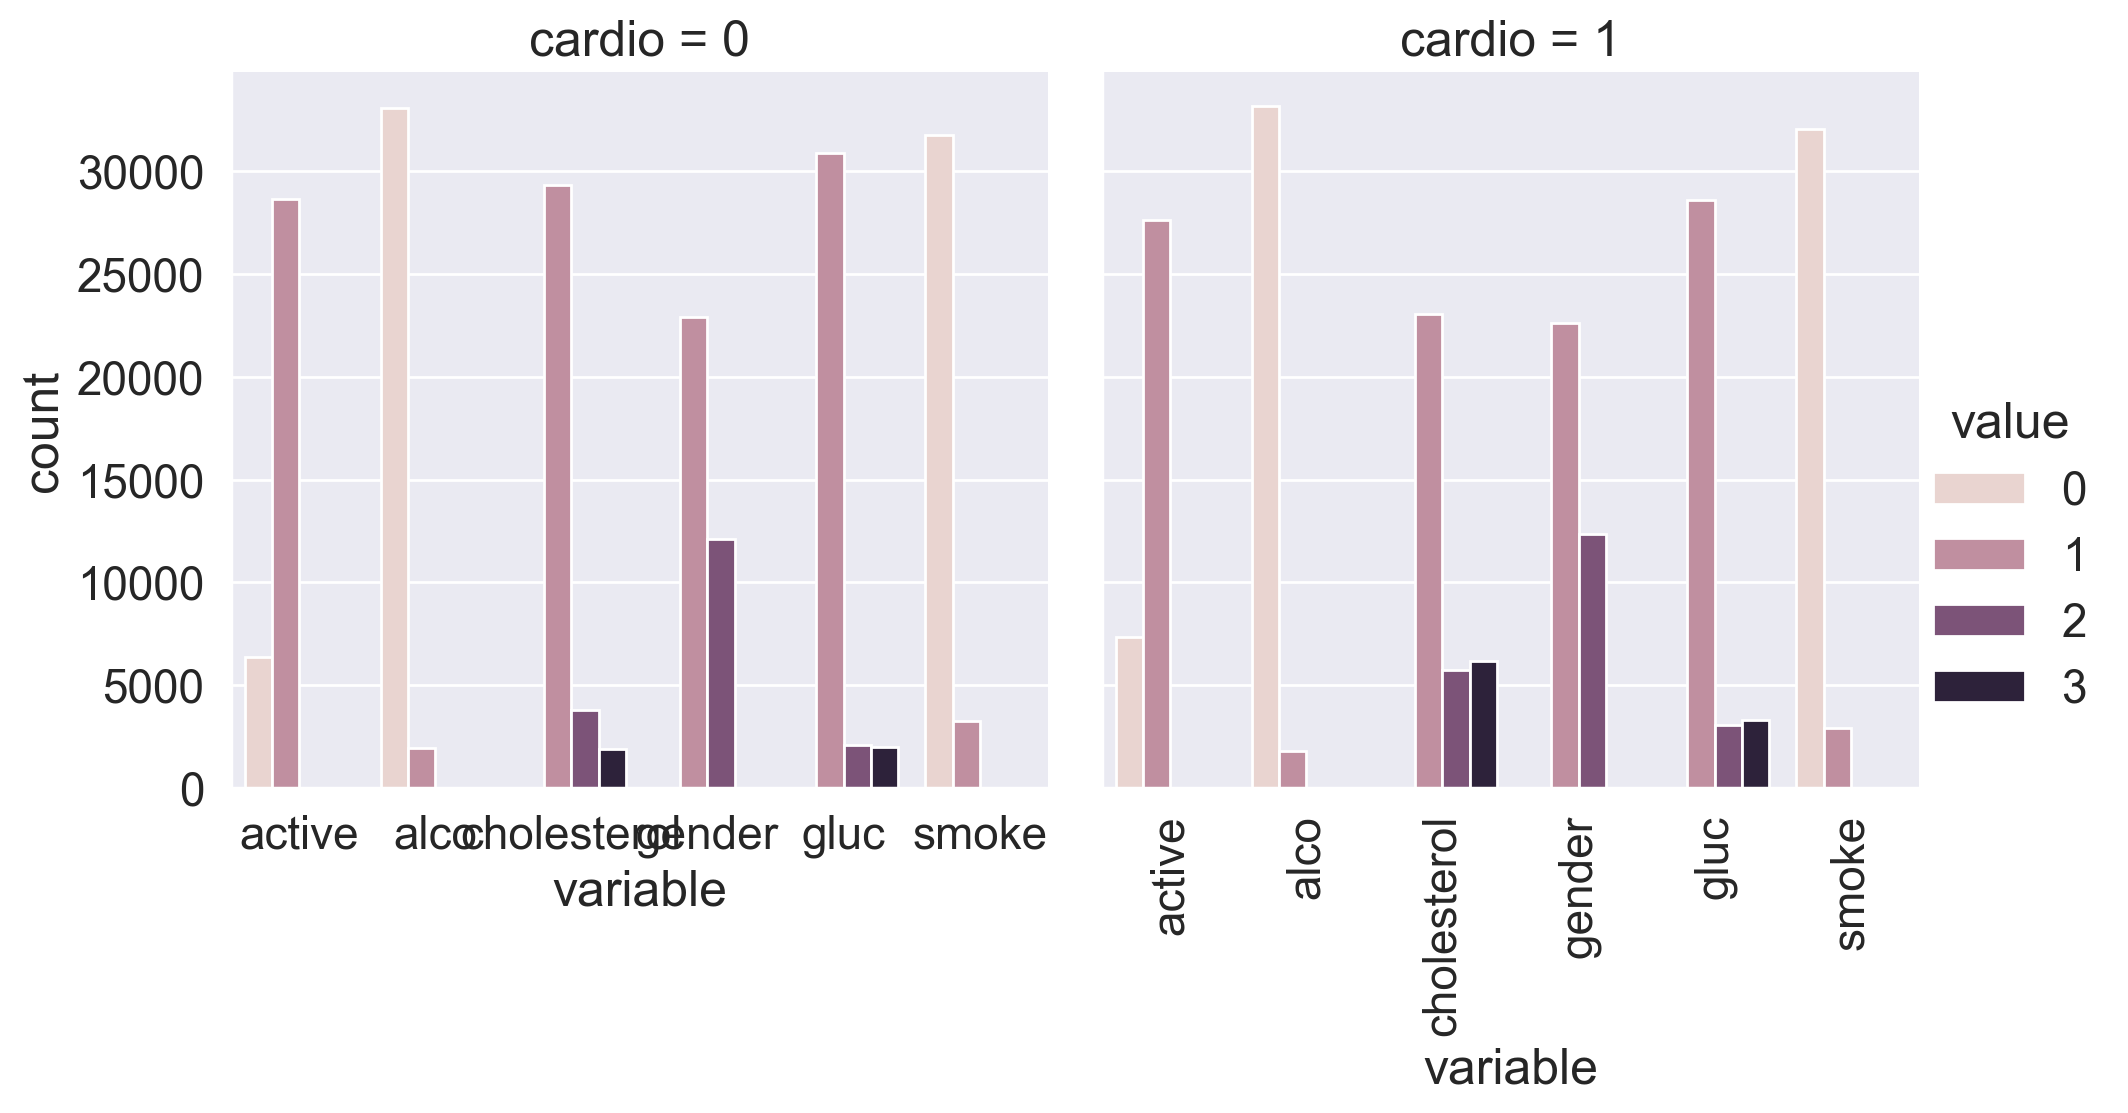 cardio = 0
cardio = 1
count
30000
25000
20000
15000
10000
5000
0
active
alco
cholesterol
gender
gluc
smoke
variable
active
alco
cholesterol
gender
gluc
smoke
variable
value
0
1
2
3